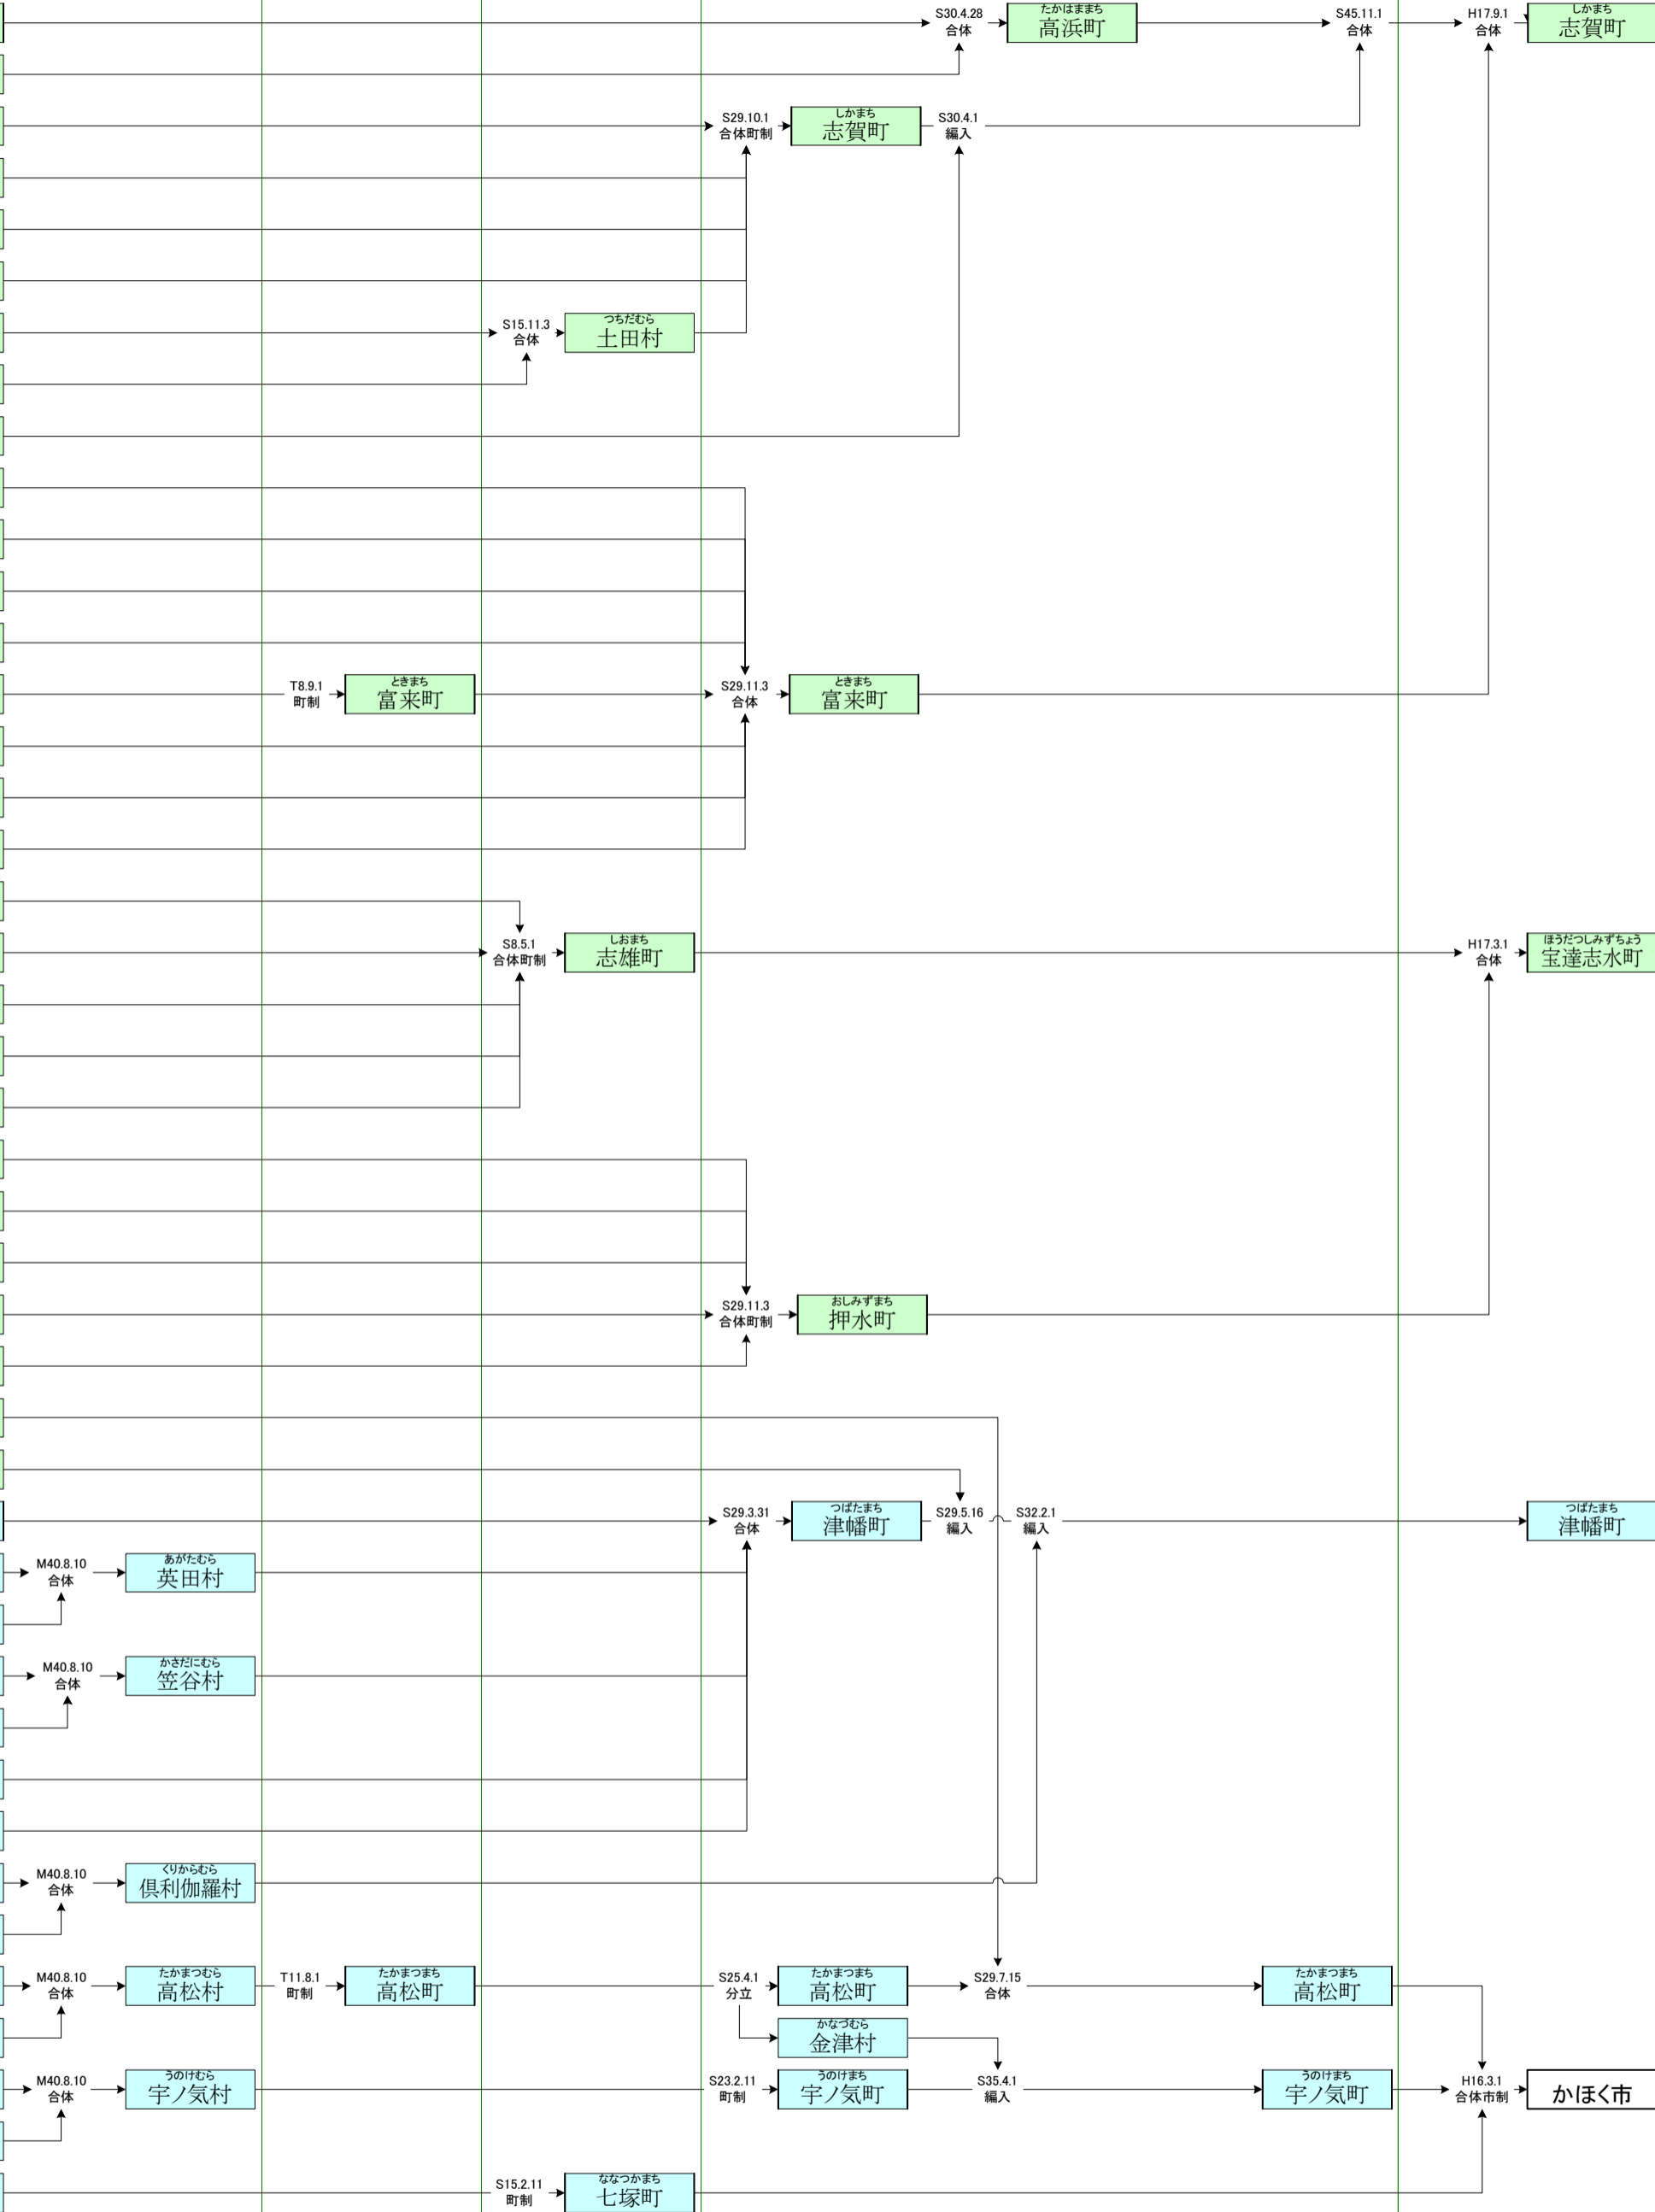 S30.4.28
合体
たかはままち
高浜町
S45.11.1
合体
H17.9.1
合体
しかまち
志賀町
S29.10.1
合体町制
しかまち
志賀町
S30.4.1
編入
S15.11.3
合体
つちだむら
土田村
T8.9.1
町制
ときまち
富来町
S29.11.3
合体
ときまち
富来町
S8.5.1
合体町制
しおまち
志雄町
H17.3.1
合体
ほうだつしみずちょう
宝達志水町
S29.11.3
合体町制
おしみずまち
押水町
S29.3.31
合体
つばたまち
津幡町
S29.5.16
編入
S32.2.1
編入
つばたまち
津幡町
M40.8.10
合体
あがたむら
英田村
M40.8.10
合体
かさだにむら
笠谷村
M40.8.10
合体
くりからむら
倶利伽羅村
M40.8.10
合体
たかまつむら
高松村
T11.8.1
町制
たかまつまち
高松町
S25.4.1
分立
たかまつまち
高松町
S29.7.15
合体
たかまつまち
高松町
かなづむら
金津村
M40.8.10
合体
うのけむら
宇ノ気村
S23.2.11
町制
うのけまち
宇ノ気町
S35.4.1
編入
うのけまち
宇ノ気町
H16.3.1
合体市制
かほく市
S15.2.11
町制
ななつかまち
七塚町